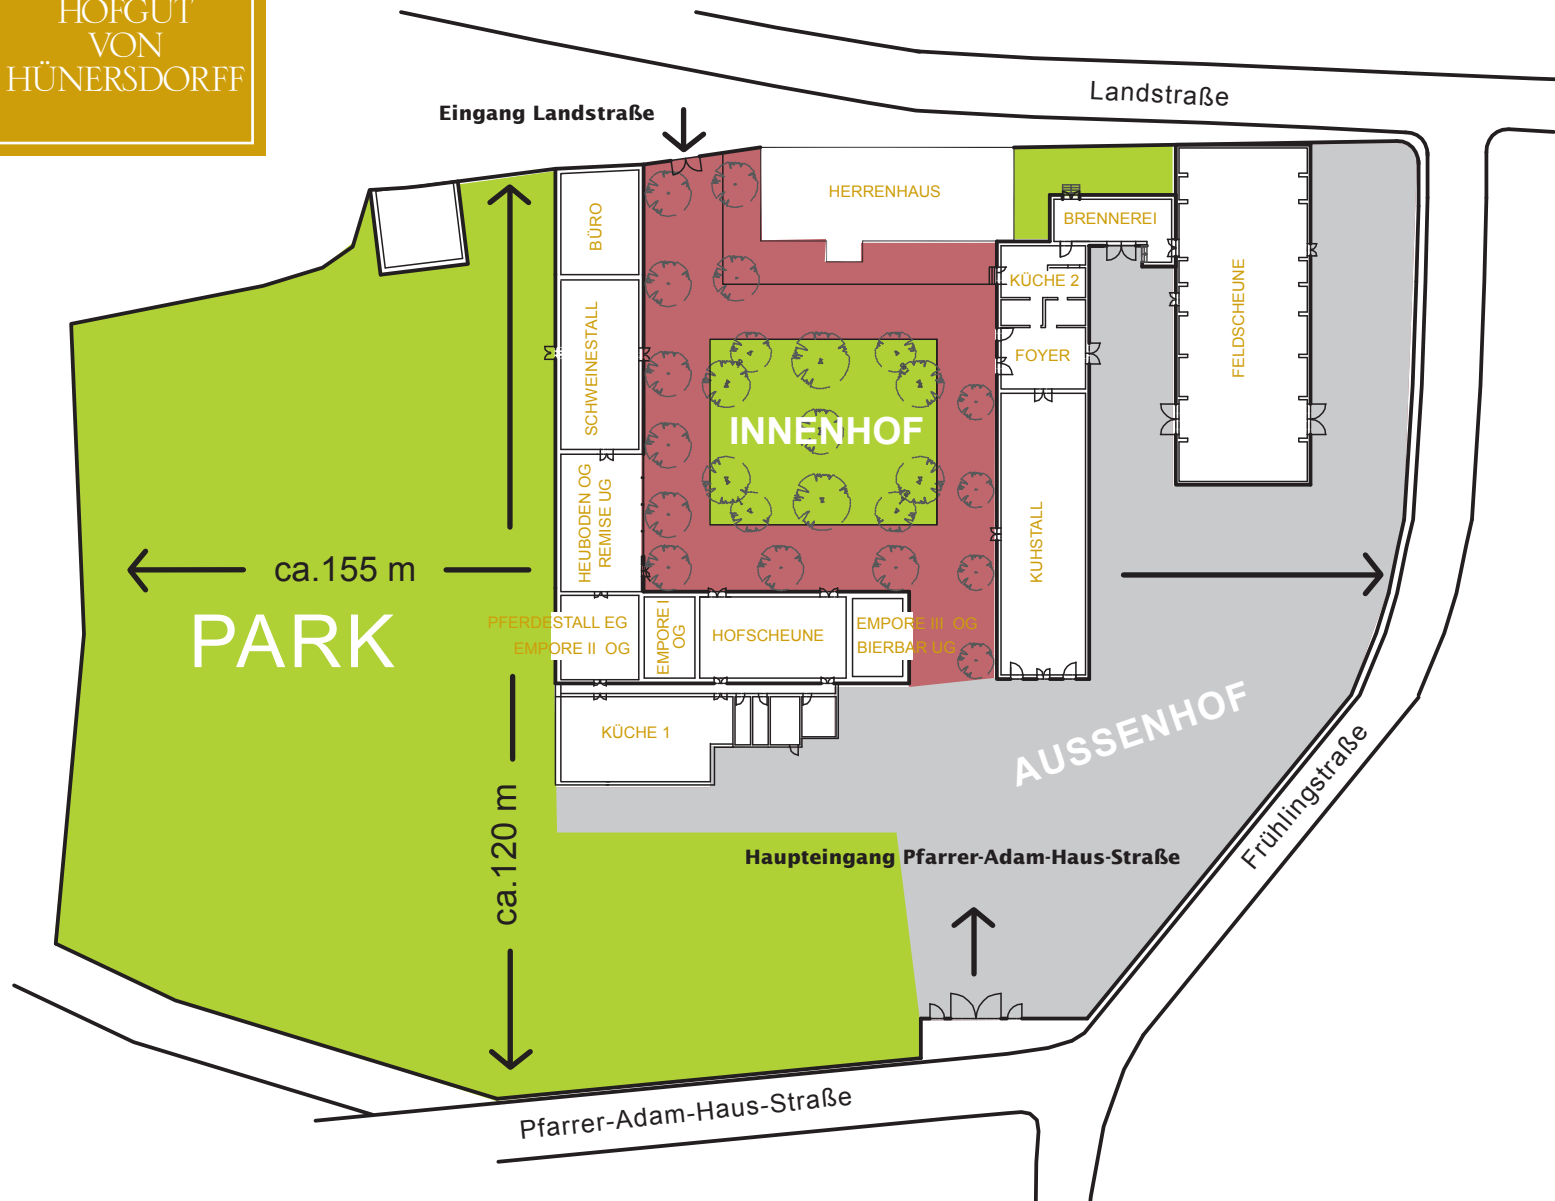 HOFGUT
VON
HÜNERSDORFF
Landstraße
Eingang Landstraße
HERRENHAUS
BRENNEREI
BÜRO
KÜCHE 2
FELDSCHEUNE
SCHWEINESTALL
FOYER
INNENHOF
HEUBODEN OG
REMISE UG
KUHSTALL
ca.155 m
PARK
PFERDESTALL EG
EMPORE II OG
EMPORE I
OG
HOFSCHEUNE
EMPORE III OG
BIERBAR UG
KÜCHE 1
AUSSENHOF
ca.120 m
Frühlingstraße
Haupteingang Pfarrer-Adam-Haus-Straße
Pfarrer-Adam-Haus-Straße